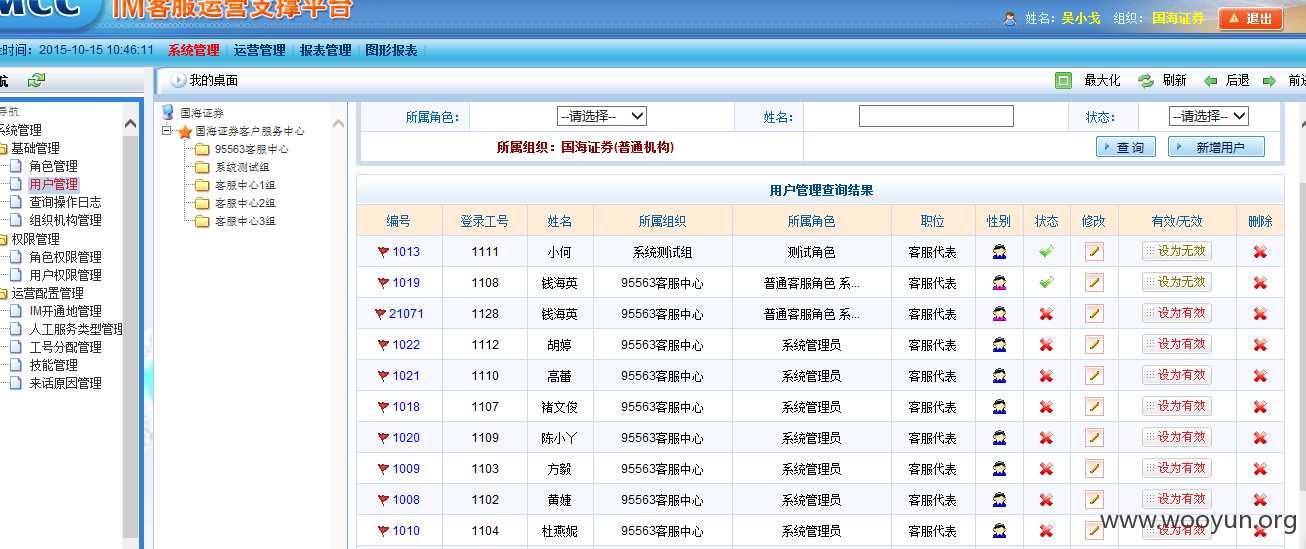 MCC IM客服运营支撑平台
姓名：吴小戈 组织：国海证券 退出
时间：2015-10-15 10:46:11 系统管理 运营管理 报表管理 图形报表
航 我的桌面 最大化 刷新 后退 前进
导航
系统管理
基础管理
角色管理
用户管理
查询操作日志
组织机构管理
权限管理
角色权限管理
用户权限管理
运营配置管理
IM开通地管理
人工服务类型管理
工号分配管理
技能管理
来话原因管理
国海证券
国海证券客户服务中心
95563客服中心
系统测试组
客服中心1组
客服中心2组
客服中心3组
所属角色： --请选择-- 姓名： 状态： --请选择--
所属组织：国海证券(普通机构) 查 询 新增用户
用户管理查询结果
编号 登录工号 姓名 所属组织 所属角色 职位 性别 状态 修改 有效/无效 删除
1013 1111 小何 系统测试组 测试角色 客服代表 设为无效
1019 1108 钱海英 95563客服中心 普通客服角色 系... 客服代表 设为无效
21071 1128 钱海英 95563客服中心 普通客服角色 系... 客服代表 设为有效
1022 1112 胡婷 95563客服中心 系统管理员 客服代表 设为有效
1021 1110 高蕾 95563客服中心 系统管理员 客服代表 设为有效
1018 1107 褚文俊 95563客服中心 系统管理员 客服代表 设为有效
1020 1109 陈小丫 95563客服中心 系统管理员 客服代表 设为有效
1009 1103 方毅 95563客服中心 系统管理员 客服代表 设为有效
1008 1102 黄婕 95563客服中心 系统管理员 客服代表 设为有效
1010 1104 杜燕妮 95563客服中心 系统管理员 客服代表 设为有效
www.wooyun.org